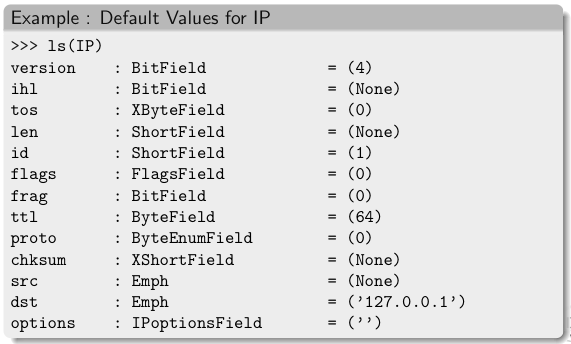 Example : Default Values for IP
>>> ls(IP)
version : BitField = (4)
ihl : BitField = (None)
tos : XByteField = (0)
len : ShortField = (None)
id : ShortField = (1)
flags : FlagsField = (0)
frag : BitField = (0)
ttl : ByteField = (64)
proto : ByteEnumField = (0)
chksum : XShortField = (None)
src : Emph = (None)
dst : Emph = ('127.0.0.1')
options : IPoptionsField = ('')